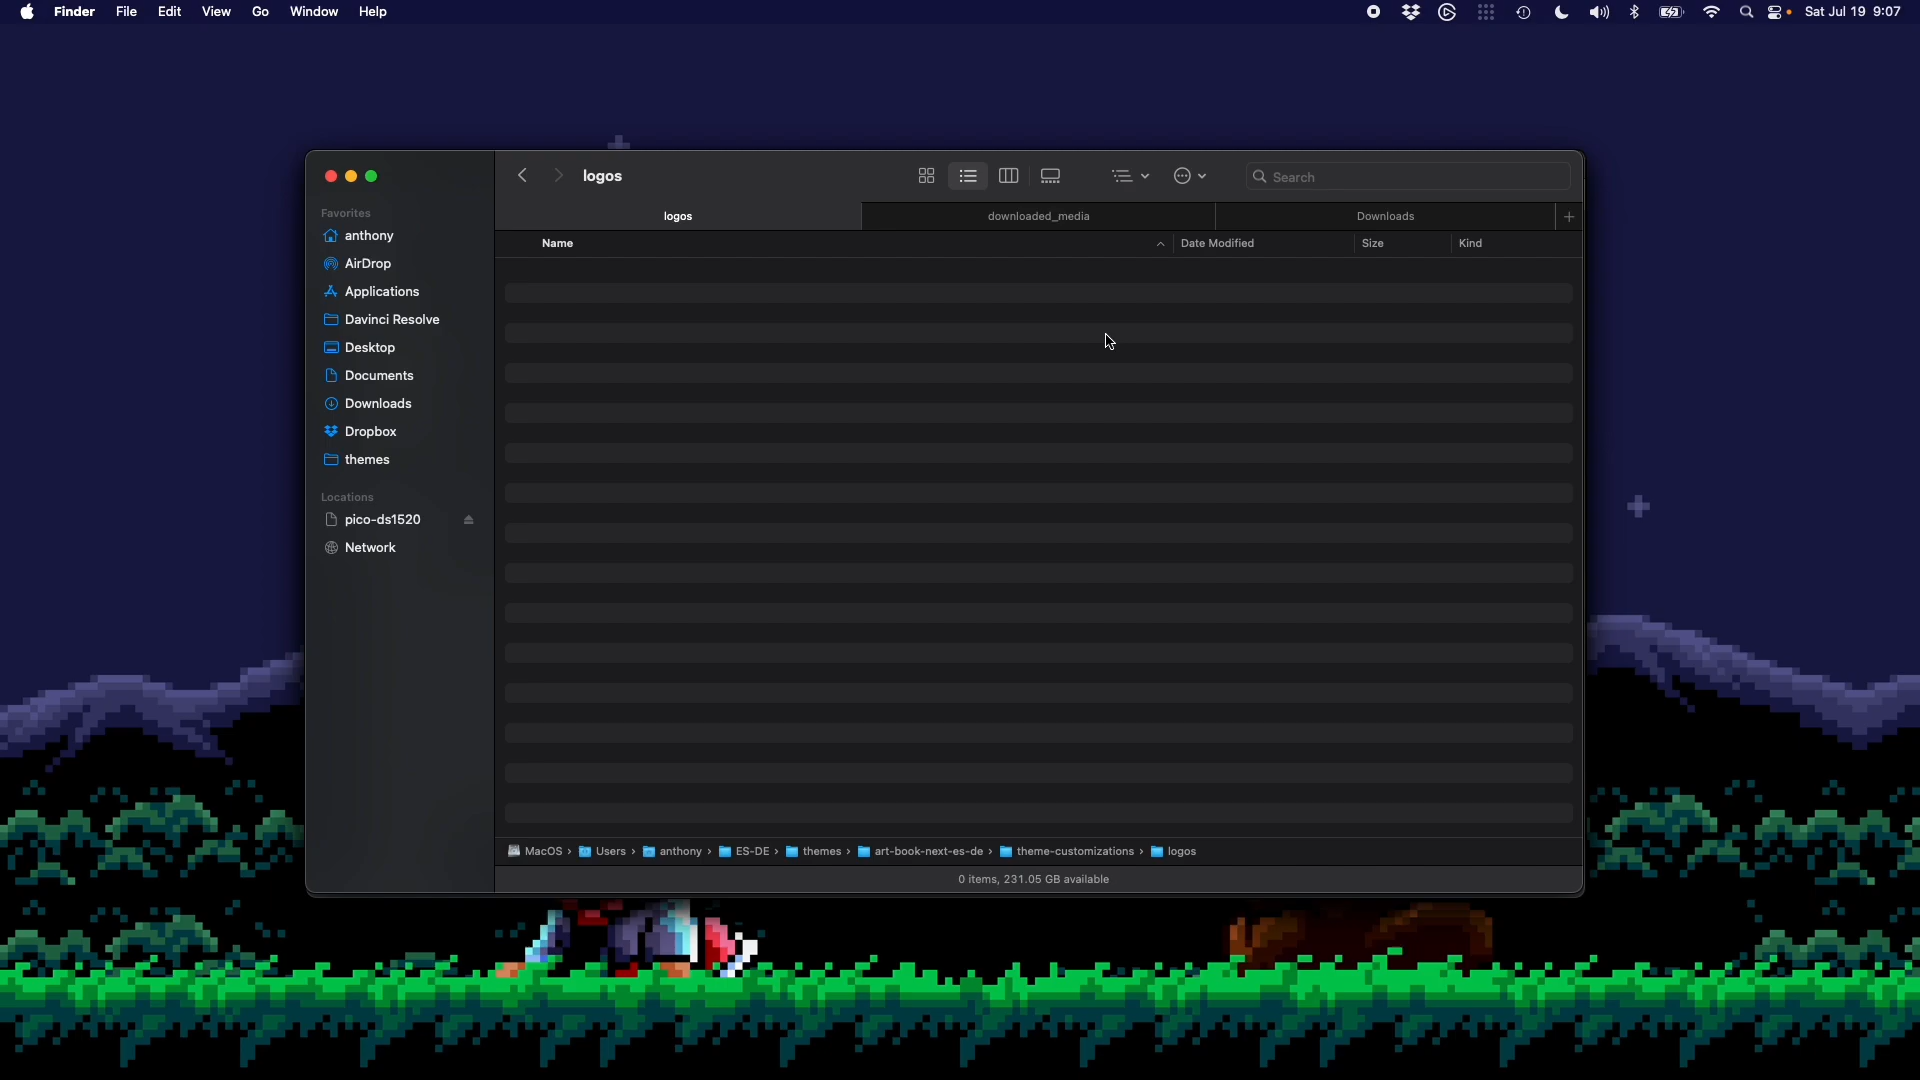 Finder File Edit View Go Window Help Sat Jul 19 9:07
logos
Search
logos downloaded_media Downloads
Name Date Modified Size Kind
Favorites
anthony
AirDrop
Applications
Davinci Resolve
Desktop
Documents
Downloads
Dropbox
themes
Locations
pico-ds1520
Network
MacOS › Users › anthony › ES-DE › themes › art-book-next-es-de › theme-customizations › logos
0 items, 231.05 GB available